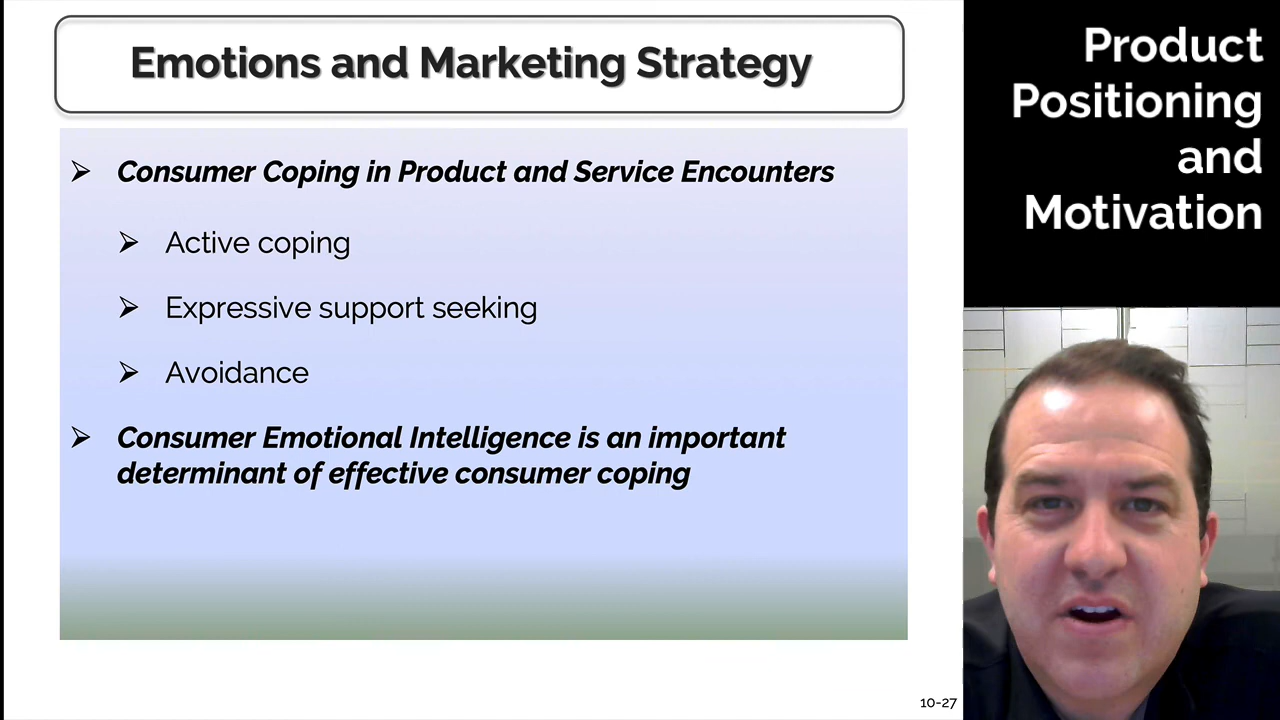 Emotions and Marketing Strategy
Product
Positioning
and
Motivation
➢ Consumer Coping in Product and Service Encounters
➢ Active coping
➢ Expressive support seeking
➢ Avoidance
➢ Consumer Emotional Intelligence is an important
determinant of effective consumer coping
10-27